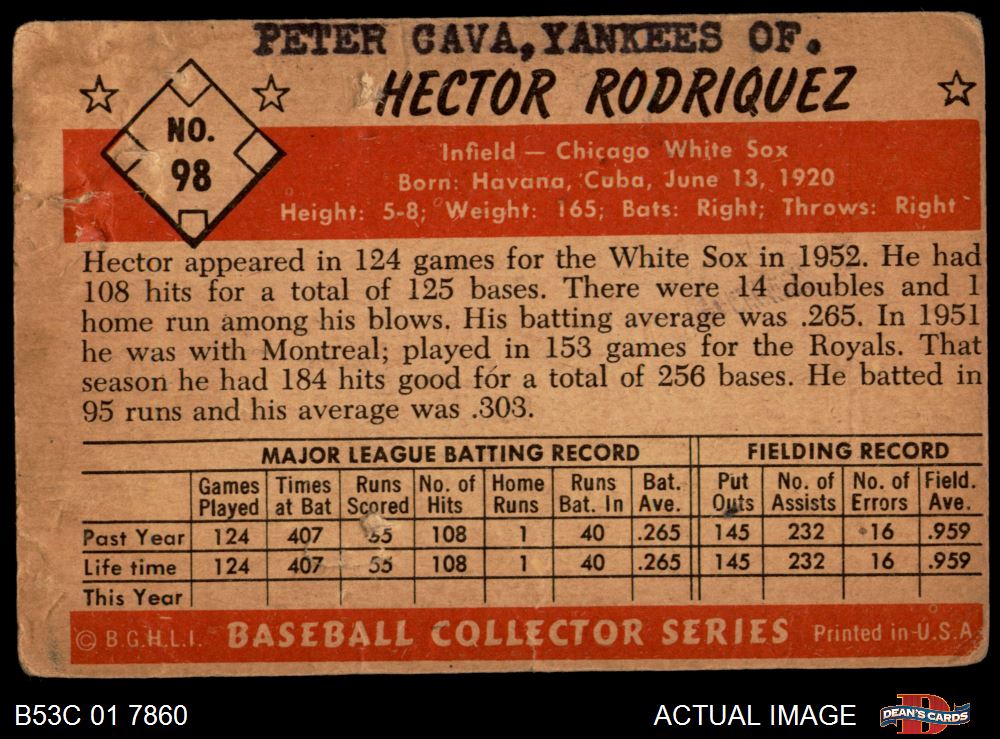 PETER CAVA, YANKEES OF.
HECTOR RODRIQUEZ
NO.
98
Infield — Chicago White Sox
Born: Havana, Cuba, June 13, 1920
Height: 5-8; Weight: 165; Bats: Right; Throws: Right
Hector appeared in 124 games for the White Sox in 1952. He had
108 hits for a total of 125 bases. There were 14 doubles and 1
home run among his blows. His batting average was .265. In 1951
he was with Montreal; played in 153 games for the Royals. That
season he had 184 hits good for a total of 256 bases. He batted in
95 runs and his average was .303.
MAJOR LEAGUE BATTING RECORD FIELDING RECORD
Games Times Runs No. of Home Runs Bat. Put No. of No. of Field.
Played at Bat Scored Hits Runs Bat. In Ave. Outs Assists Errors Ave.
Past Year 124 407 55 108 1 40 .265 145 232 16 .959
Life time 124 407 55 108 1 40 .265 145 232 16 .959
This Year
© B.G.H.L.I. BASEBALL COLLECTOR SERIES Printed in U.S.A.
B53C 01 7860 ACTUAL IMAGE DEAN'S CARDS